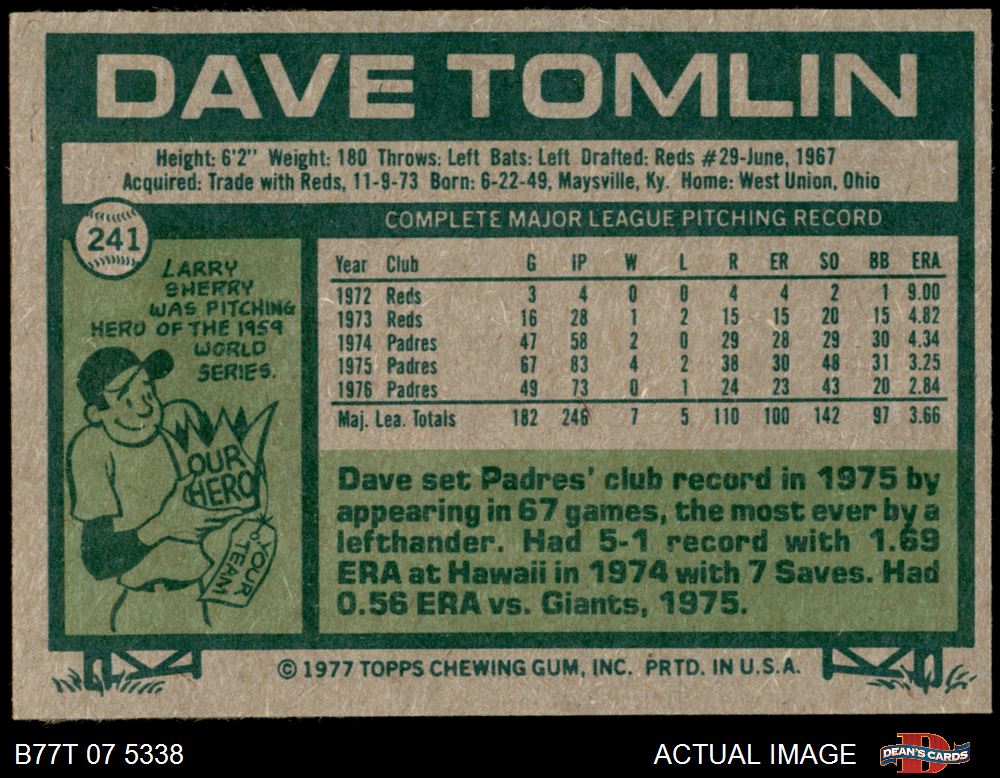 DAVE TOMLIN
Height: 6'2" Weight: 180 Throws: Left Bats: Left Drafted: Reds #29-June, 1967
Acquired: Trade with Reds, 11-9-73 Born: 6-22-49, Maysville, Ky. Home: West Union, Ohio
241
COMPLETE MAJOR LEAGUE PITCHING RECORD
LARRY
SHERRY
WAS PITCHING
HERO OF THE 1959
WORLD
SERIES.
OUR
HERO
YOUR
TEAM
Year Club G IP W L R ER SO BB ERA
1972 Reds 3 4 0 0 4 4 2 1 9.00
1973 Reds 16 28 1 2 15 15 20 15 4.82
1974 Padres 47 58 2 0 29 28 29 30 4.34
1975 Padres 67 83 4 2 38 30 48 31 3.25
1976 Padres 49 73 0 1 24 23 43 20 2.84
Maj. Lea. Totals 182 246 7 5 110 100 142 97 3.66
Dave set Padres' club record in 1975 by
appearing in 67 games, the most ever by a
lefthander. Had 5-1 record with 1.69
ERA at Hawaii in 1974 with 7 Saves. Had
0.56 ERA vs. Giants, 1975.
© 1977 TOPPS CHEWING GUM, INC. PRTD. IN U.S.A.
B77T 07 5338
ACTUAL IMAGE
D
DEAN'S CARDS